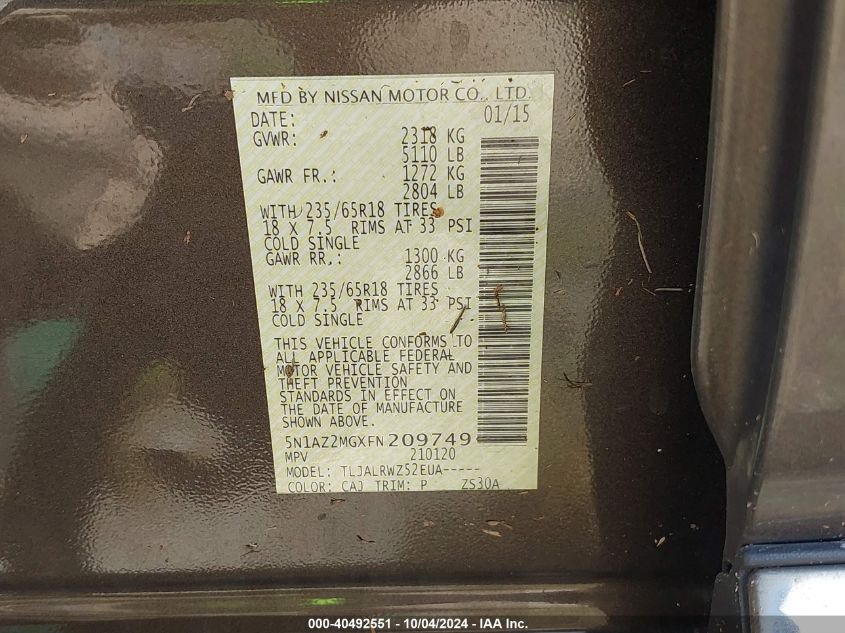 MFD BY NISSAN MOTOR CO., LTD.
DATE: 01/15
GVWR: 2318 KG
5110 LB
GAWR FR.: 1272 KG
2804 LB
WITH 235/65R18 TIRES
18 X 7.5 RIMS AT 33 PSI
COLD SINGLE
GAWR RR.: 1300 KG
2866 LB
WITH 235/65R18 TIRES
18 X 7.5 RIMS AT 33 PSI
COLD SINGLE
THIS VEHICLE CONFORMS TO
ALL APPLICABLE FEDERAL
MOTOR VEHICLE SAFETY AND
THEFT PREVENTION
STANDARDS IN EFFECT ON
THE DATE OF MANUFACTURE
SHOWN ABOVE.
5N1AZ2MGXFN209749
MPV 210120
MODEL: TLJALRWZ52EUA-----
COLOR: CAJ TRIM: P ZS30A
000-40492551 - 10/04/2024 - IAA Inc.